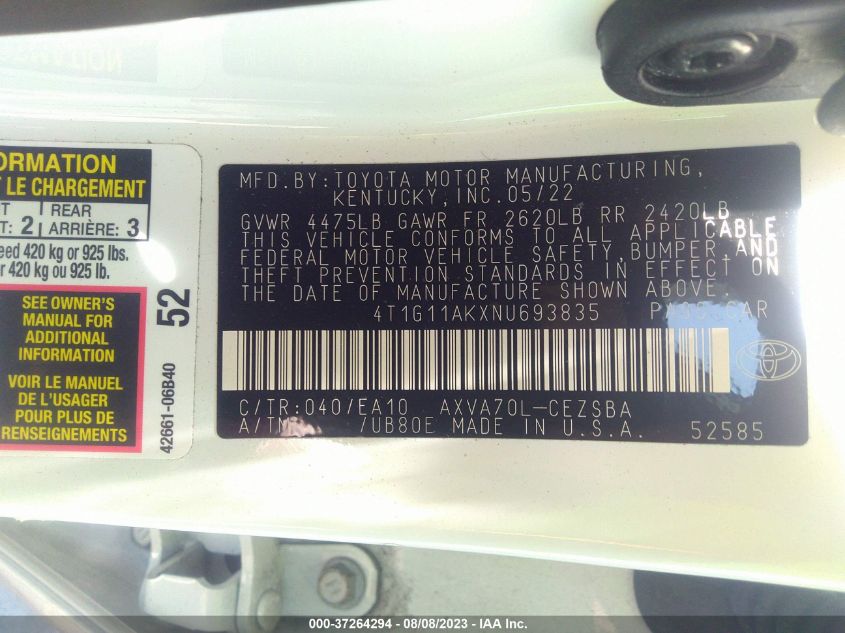 ORMATION
T LE CHARGEMENT
T REAR
T: 2 ARRIÈRE: 3
eed 420 kg or 925 lbs.
r 420 kg ou 925 lb.
SEE OWNER'S
MANUAL FOR
ADDITIONAL
INFORMATION
VOIR LE MANUEL
DE L'USAGER
POUR PLUS DE
RENSEIGNEMENTS
52
42661-06B40
MFD.BY:TOYOTA MOTOR MANUFACTURING,
KENTUCKY, INC. 05/22
GVWR 4475LB GAWR FR 2620LB RR 2420LB
THIS VEHICLE CONFORMS TO ALL APPLICABLE
FEDERAL MOTOR VEHICLE SAFETY, BUMPER, AND
THEFT PREVENTION STANDARDS IN EFFECT ON
THE DATE OF MANUFACTURE SHOWN ABOVE.
4T1G11AKXNU693835
C/TR:040/EA10 AXVA70L-CEZSBA
A/TM /UB80E MADE IN U.S.A. 52585
000-37264294 - 08/08/2023 - IAA Inc.